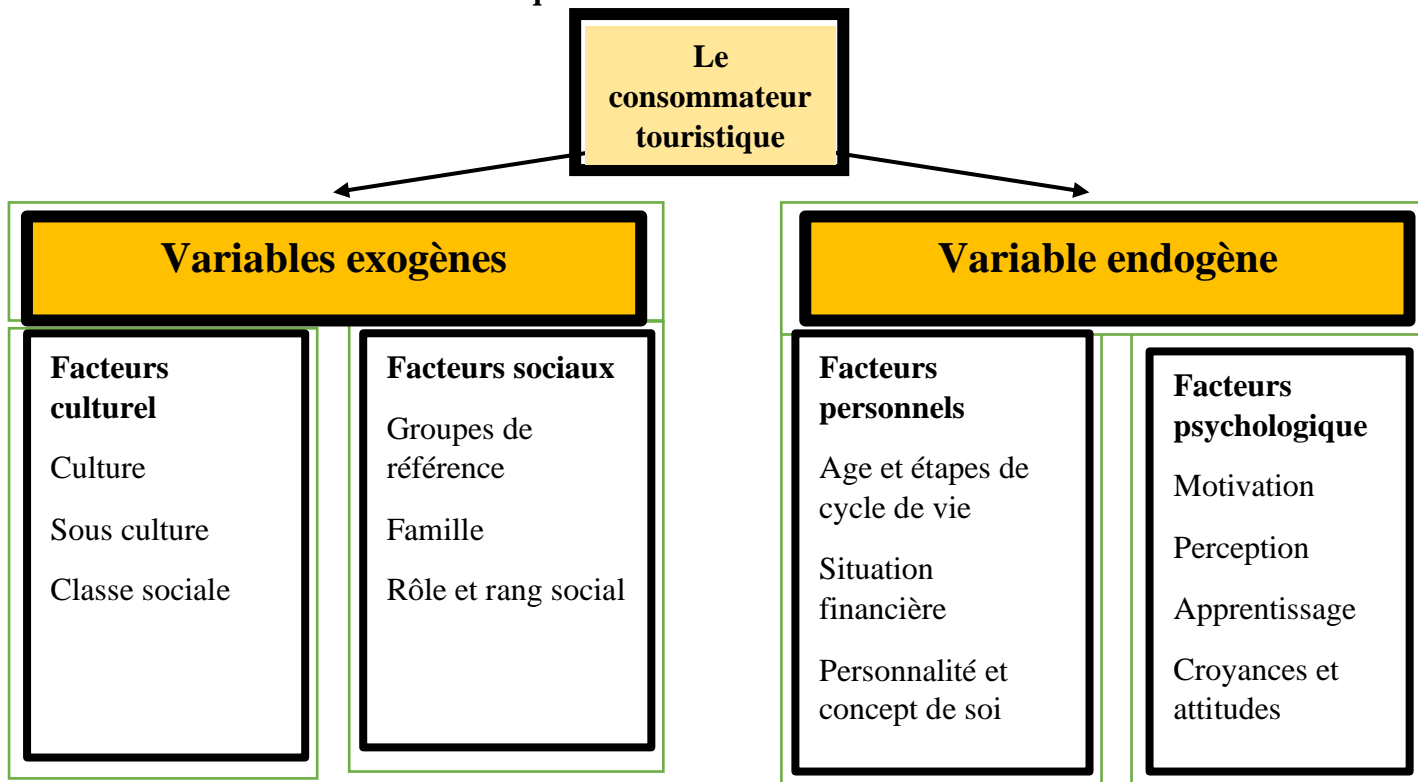 Le
consommateur
touristique
Variables exogènes
Variable endogène
Facteurs
culturel
Culture
Sous culture
Classe sociale
Facteurs sociaux
Groupes de
référence
Famille
Rôle et rang social
Facteurs
personnels
Age et étapes de
cycle de vie
Situation
financière
Personnalité et
concept de soi
Facteurs
psychologique
Motivation
Perception
Apprentissage
Croyances et
attitudes